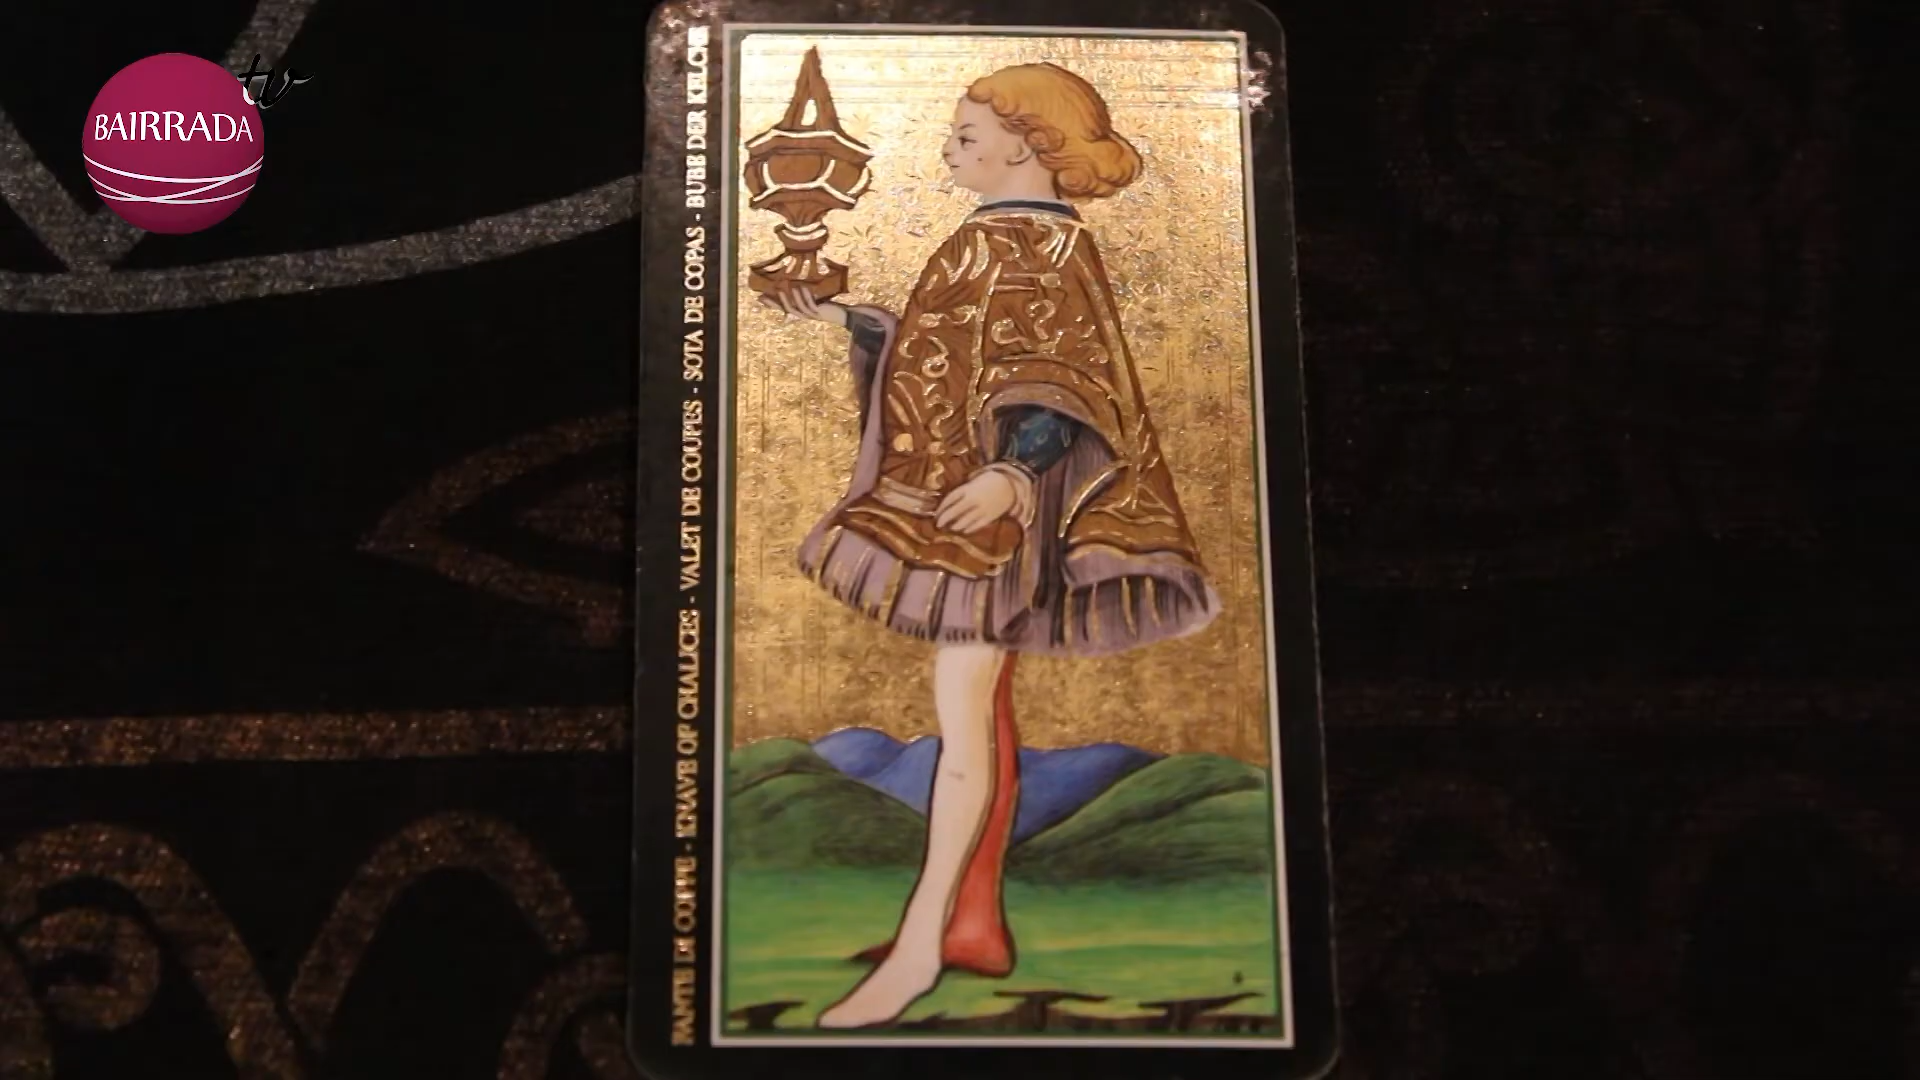 BAIRRADA
tv
FANTE DI COPPE - KNAVE OF CHALICES - VALET DE COUPES - SOTA DE COPAS - BUBE DER KELCHE